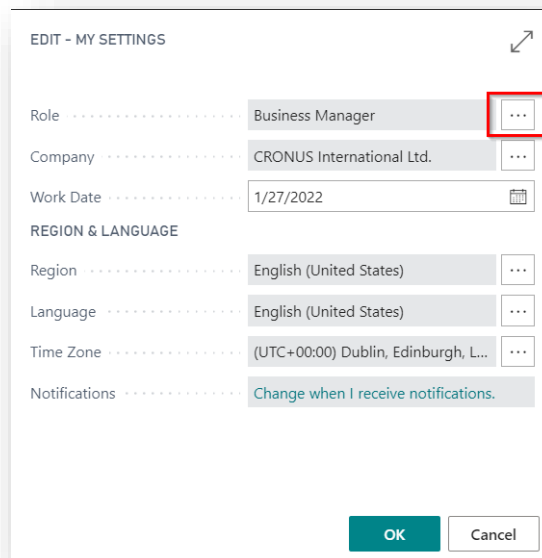 EDIT - MY SETTINGS
Role Business Manager ...
Company CRONUS International Ltd. ...
Work Date 1/27/2022
REGION & LANGUAGE
Region English (United States) ...
Language English (United States) ...
Time Zone (UTC+00:00) Dublin, Edinburgh, L... ...
Notifications Change when I receive notifications.
OK Cancel